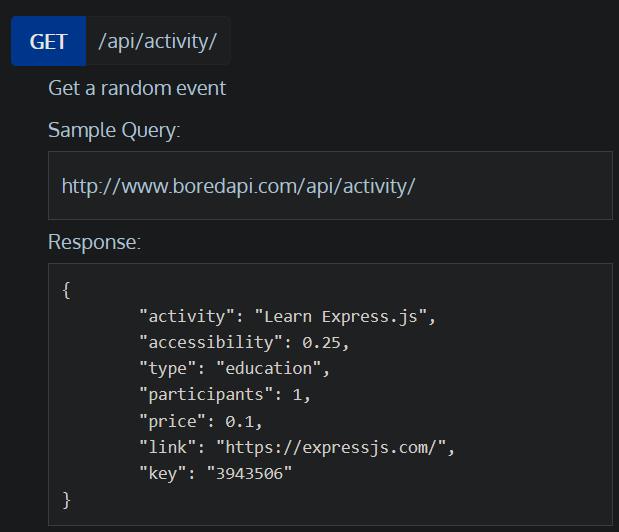 GET /api/activity/
Get a random event
Sample Query:
http://www.boredapi.com/api/activity/
Response:
{
"activity": "Learn Express.js",
"accessibility": 0.25,
"type": "education",
"participants": 1,
"price": 0.1,
"link": "https://expressjs.com/",
"key": "3943506"
}